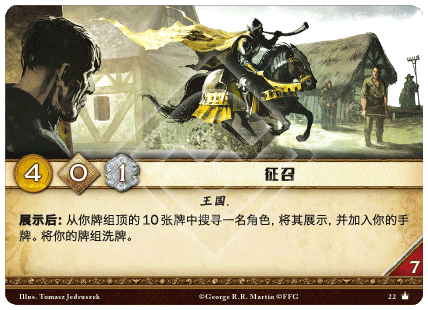 4 0 1 征召
王国.
展示后: 从你牌组顶的 10 张牌中搜寻一名角色, 将其展示, 并加入你的手
牌。将你的牌组洗牌。
7
Illus. Tomasz Jedruszek ©George R.R. Martin ©FFG 22